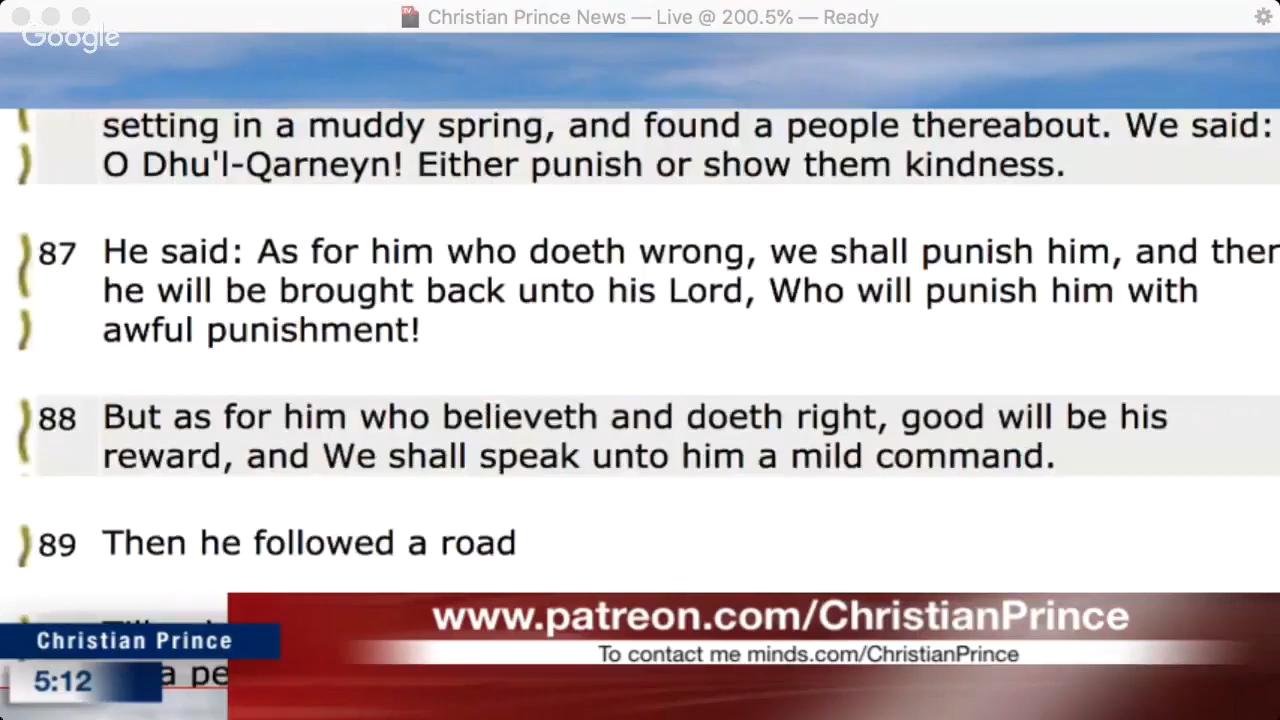 Christian Prince News — Live @ 200.5% — Ready
Google
setting in a muddy spring, and found a people thereabout. We said:
O Dhu'l-Qarneyn! Either punish or show them kindness.
87 He said: As for him who doeth wrong, we shall punish him, and then
he will be brought back unto his Lord, Who will punish him with
awful punishment!
88 But as for him who believeth and doeth right, good will be his
reward, and We shall speak unto him a mild command.
89 Then he followed a road
www.patreon.com/ChristianPrince
Christian Prince
To contact me minds.com/ChristianPrince
5:12
a pe